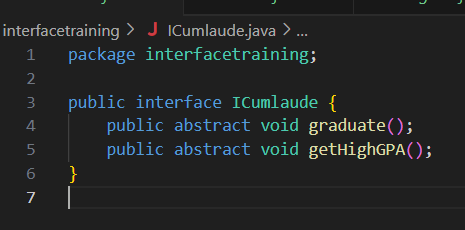 interfacetraining > J ICumlaude.java > ...
1 package interfacetraining;
2
3 public interface ICumlaude {
4 public abstract void graduate();
5 public abstract void getHighGPA();
6 }
7